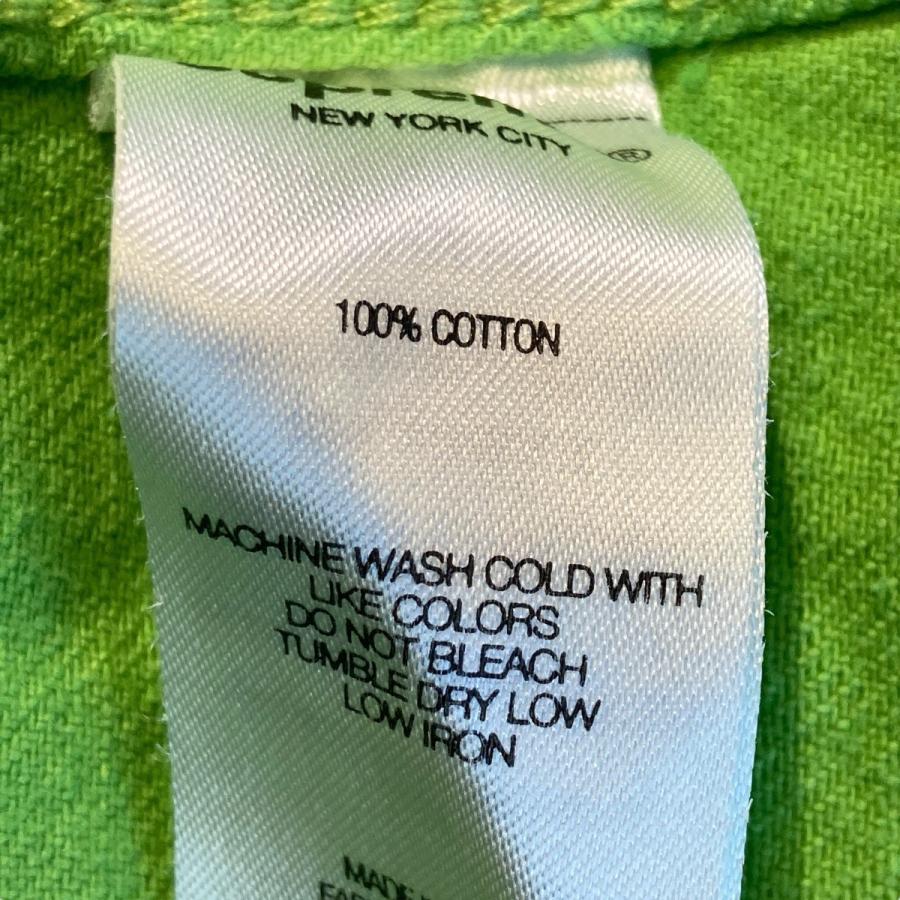 NEW YORK CITY ®
100% COTTON
MACHINE WASH COLD WITH
LIKE COLORS
DO NOT BLEACH
TUMBLE DRY LOW
LOW IRON
MADE